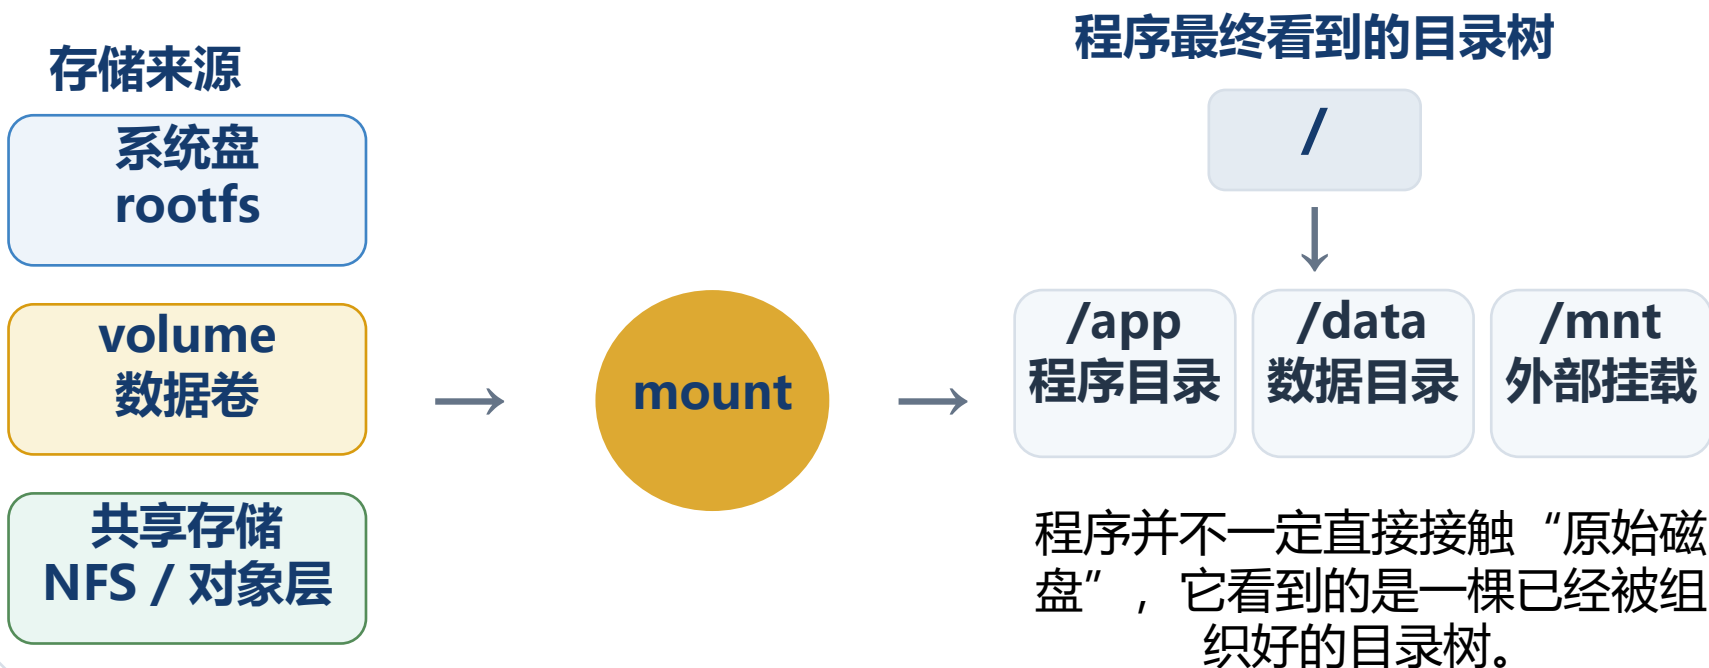 存储来源
系统盘
rootfs
volume
数据卷
共享存储
NFS / 对象层
mount
程序最终看到的目录树
/
/app
程序目录
/data
数据目录
/mnt
外部挂载
程序并不一定直接接触“原始磁
盘”，它看到的是一棵已经被组
织好的目录树。